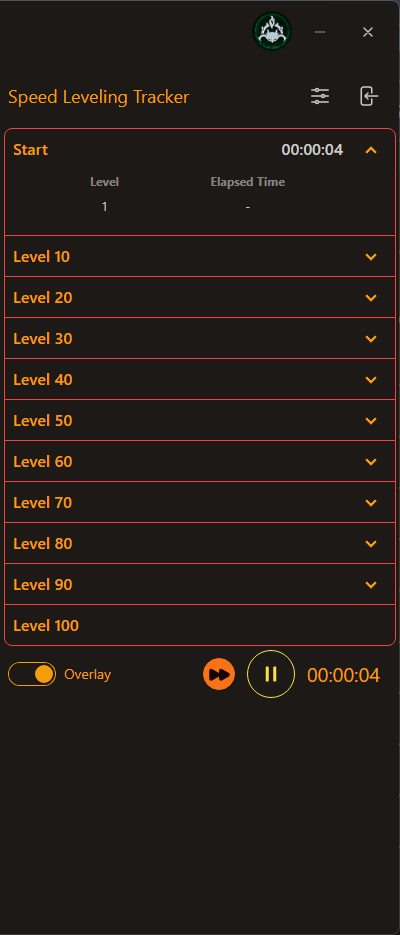 Speed Leveling Tracker
Start 00:00:04
Level Elapsed Time
1 -
Level 10
Level 20
Level 30
Level 40
Level 50
Level 60
Level 70
Level 80
Level 90
Level 100
Overlay 00:00:04